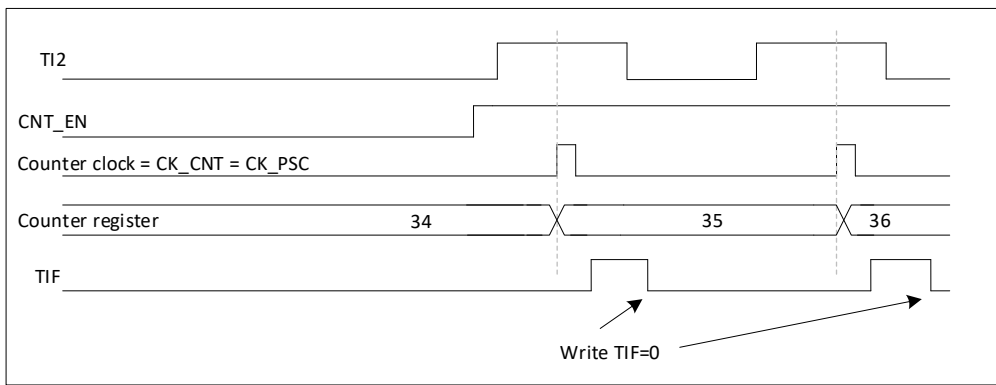 TI2
CNT_EN
Counter clock = CK_CNT = CK_PSC
Counter register 34 35 36
TIF
Write TIF=0